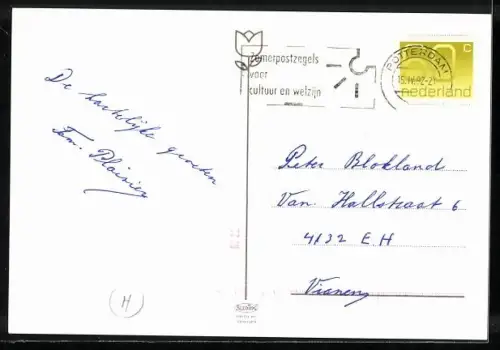 De hartelijke groeten
Fam. Plaisier
Zomerpostzegels
voor
cultuur en welzijn
ROTTERDAM
c
nederland
Peter Blokland
Van Hallstraat 6
4132 EH
Vianen
H